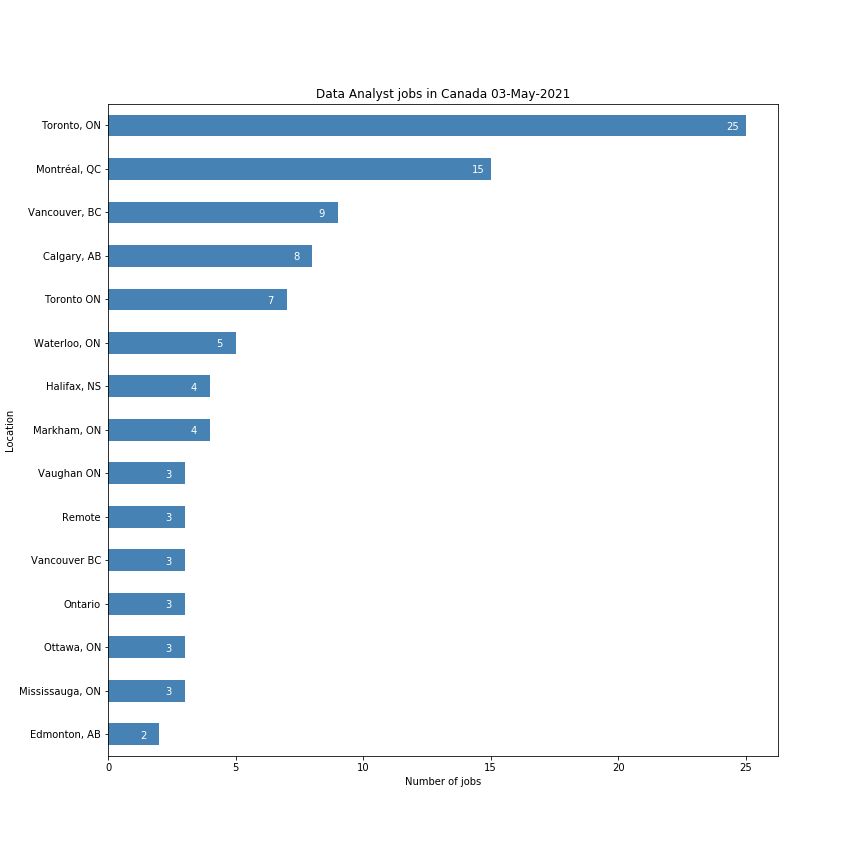 Data Analyst jobs in Canada 03-May-2021
Toronto, ON 25
Montréal, QC 15
Vancouver, BC 9
Calgary, AB 8
Toronto ON 7
Waterloo, ON 5
Halifax, NS 4
Markham, ON 4
Vaughan ON 3
Remote 3
Vancouver BC 3
Ontario 3
Ottawa, ON 3
Mississauga, ON 3
Edmonton, AB 2
Location
0 5 10 15 20 25
Number of jobs